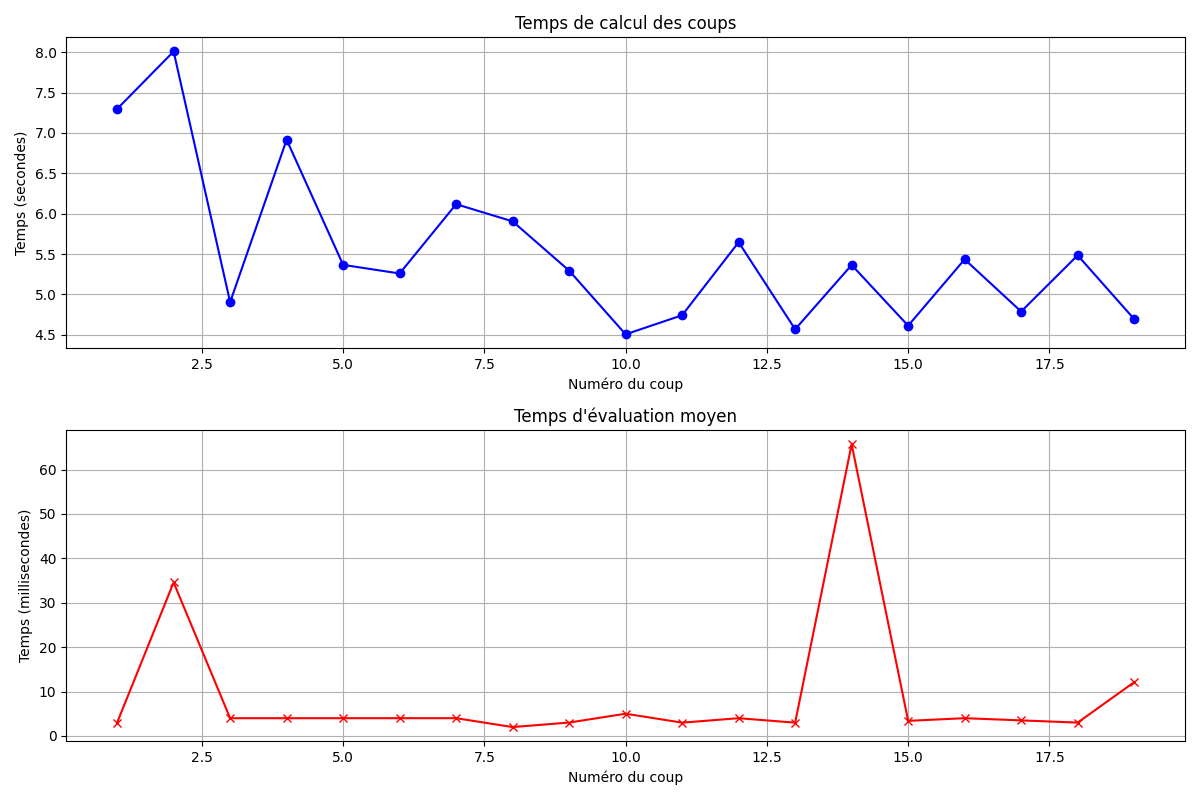 Temps de calcul des coups
Temps (secondes)
8.0
7.5
7.0
6.5
6.0
5.5
5.0
4.5
2.5 5.0 7.5 10.0 12.5 15.0 17.5
Numéro du coup
Temps d'évaluation moyen
Temps (millisecondes)
60
50
40
30
20
10
0
2.5 5.0 7.5 10.0 12.5 15.0 17.5
Numéro du coup